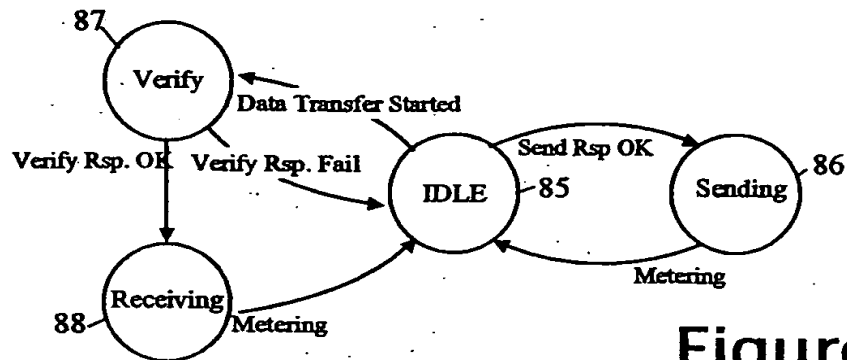 87
Verify
Data Transfer Started
Verify Rsp. OK
Verify Rsp. Fail
Send Rsp OK
IDLE
85
Sending
86
Metering
Receiving
88
Metering
Figure